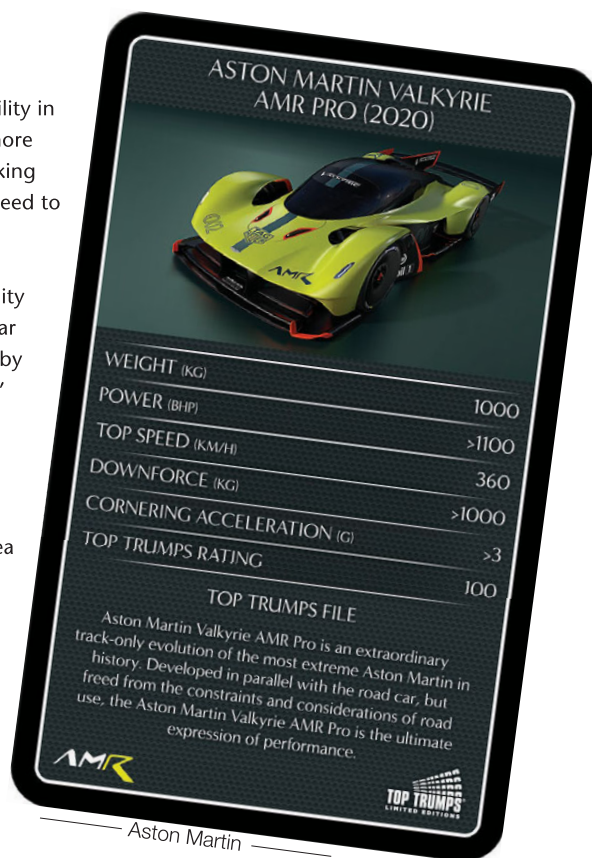 ility in
more
king
eed to
ity
ar
by
ea
ASTON MARTIN VALKYRIE
AMR PRO (2020)
AMR
WEIGHT (KG) 1000
POWER (BHP) >1100
TOP SPEED (KM/H) 360
DOWNFORCE (KG) >1000
CORNERING ACCELERATION (G) >3
TOP TRUMPS RATING 100
TOP TRUMPS FILE
Aston Martin Valkyrie AMR Pro is an extraordinary
track-only evolution of the most extreme Aston Martin in
history. Developed in parallel with the road car, but
freed from the constraints and considerations of road
use, the Aston Martin Valkyrie AMR Pro is the ultimate
expression of performance.
AMR
TOP TRUMPS
LIMITED EDITIONS
Aston Martin